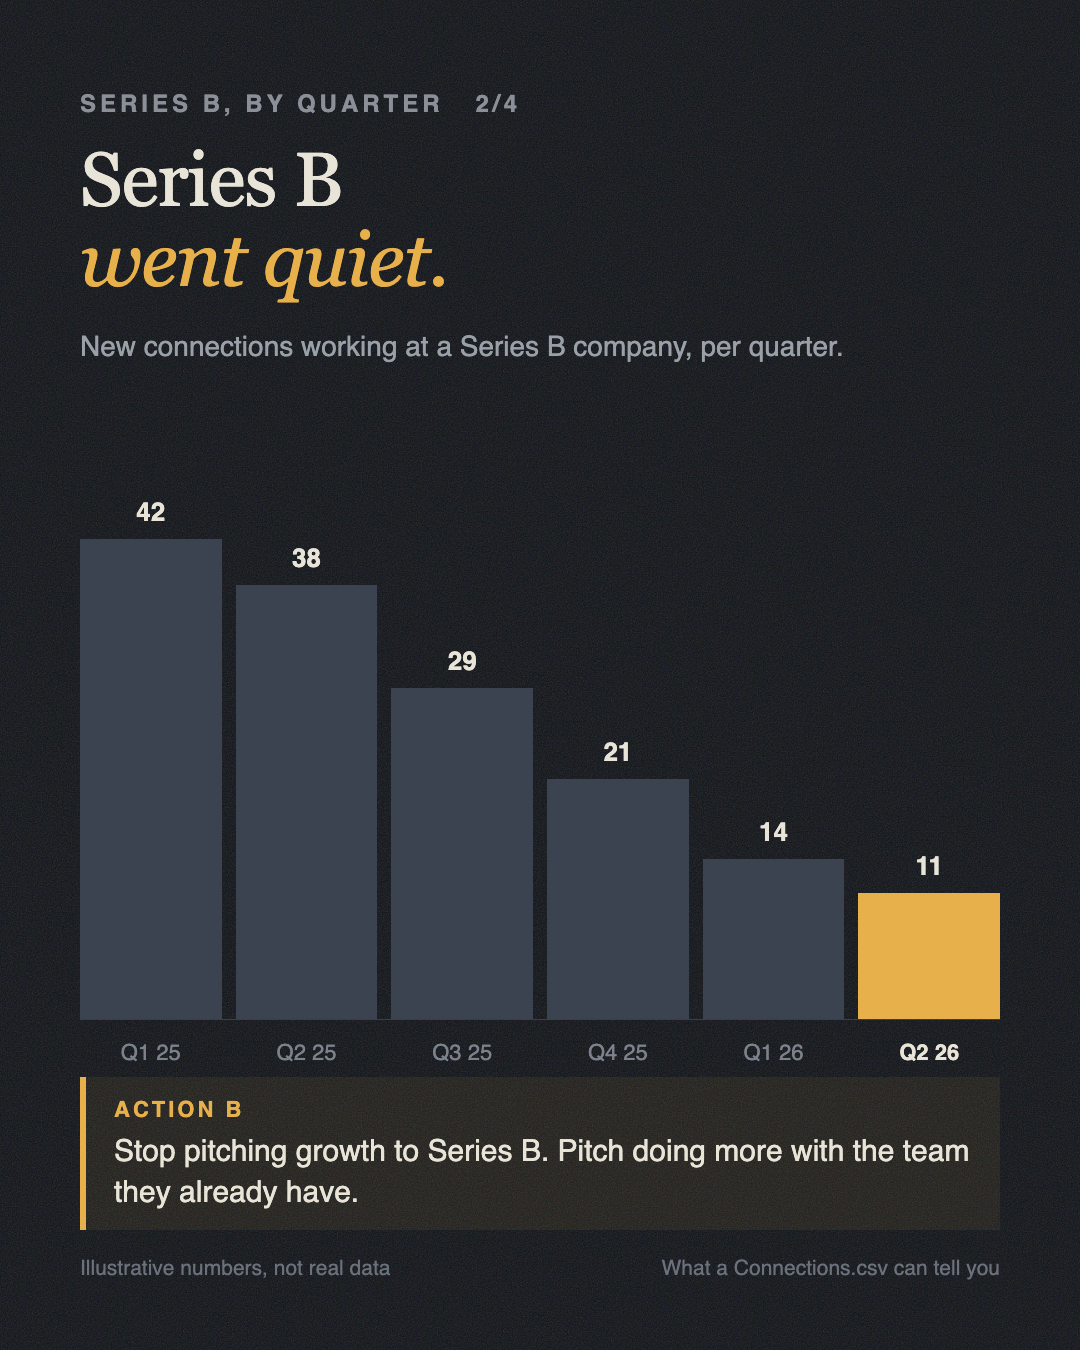 SERIES B, BY QUARTER 2/4
Series B
went quiet.
New connections working at a Series B company, per quarter.
42
38
29
21
14
11
Q1 25
Q2 25
Q3 25
Q4 25
Q1 26
Q2 26
ACTION B
Stop pitching growth to Series B. Pitch doing more with the team
they already have.
Illustrative numbers, not real data
What a Connections.csv can tell you